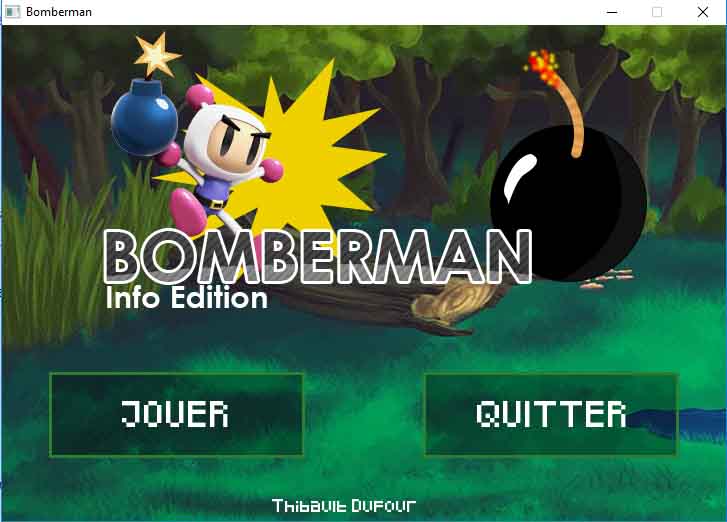 Bomberman
BOMBERMAN
Info Edition
JOUER
QUITTER
Thibault Dufour